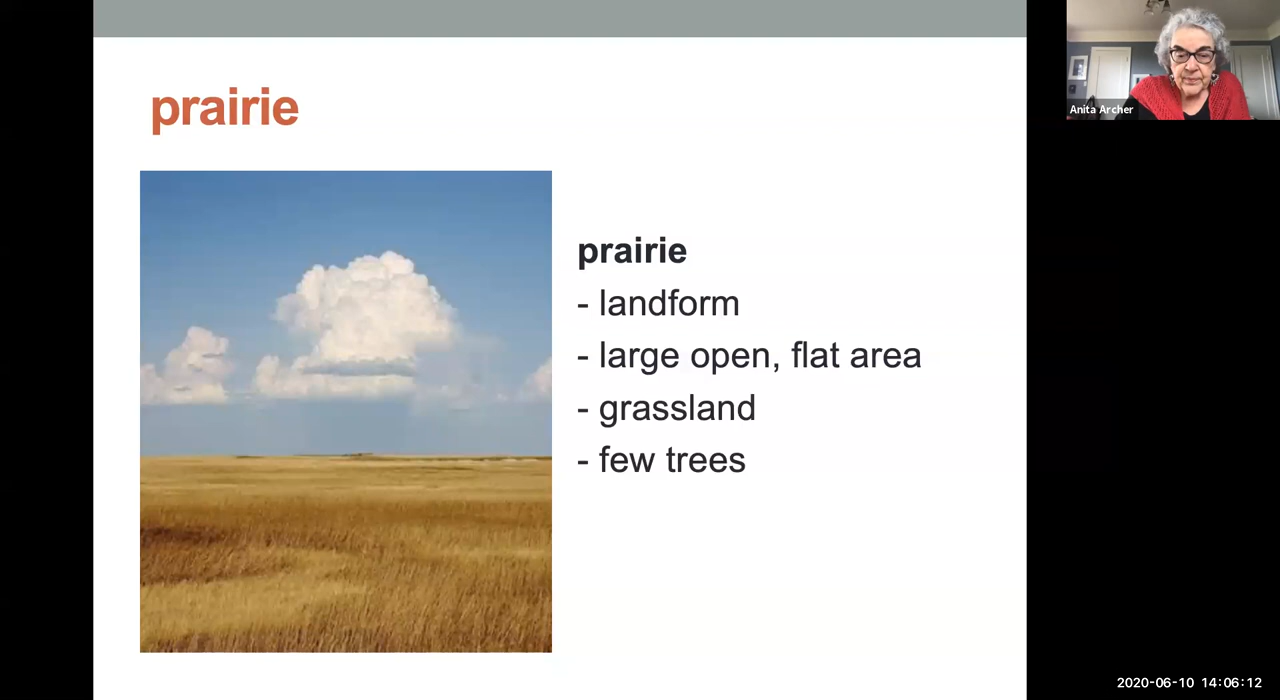 prairie
prairie
- landform
- large open, flat area
- grassland
- few trees
Anita Archer
2020-06-10 14:06:12